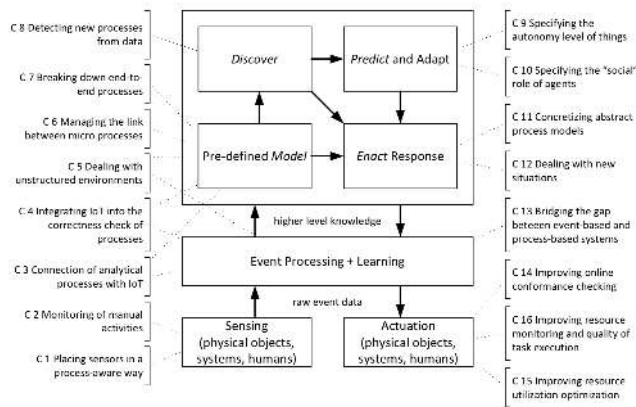 C 8 Detecting new processes
from data
C 7 Breaking down end-to-
end processes
C 6 Managing the link
between micro processes
C 5 Dealing with
unstructured environments
C 4 Integrating IoT into the
correctness check of
processes
C 3 Connection of analytical
processes with IoT
C 2 Monitoring of manual
activities
C 1 Placing sensors in a
process-aware way
Discover
Predict and Adapt
Pre-defined Model
Enact Response
higher level knowledge
Event Processing + Learning
raw event data
Sensing
(physical objects,
systems, humans)
Actuation
(physical objects,
systems, humans)
C 9 Specifying the
autonomy level of things
C 10 Specifying the "social"
role of agents
C 11 Concretizing abstract
process models
C 12 Dealing with new
situations
C 13 Bridging the gap
between event-based and
process-based systems
C 14 Improving online
conformance checking
C 16 Improving resource
monitoring and quality of
task execution
C 15 Improving resource
utilization optimization